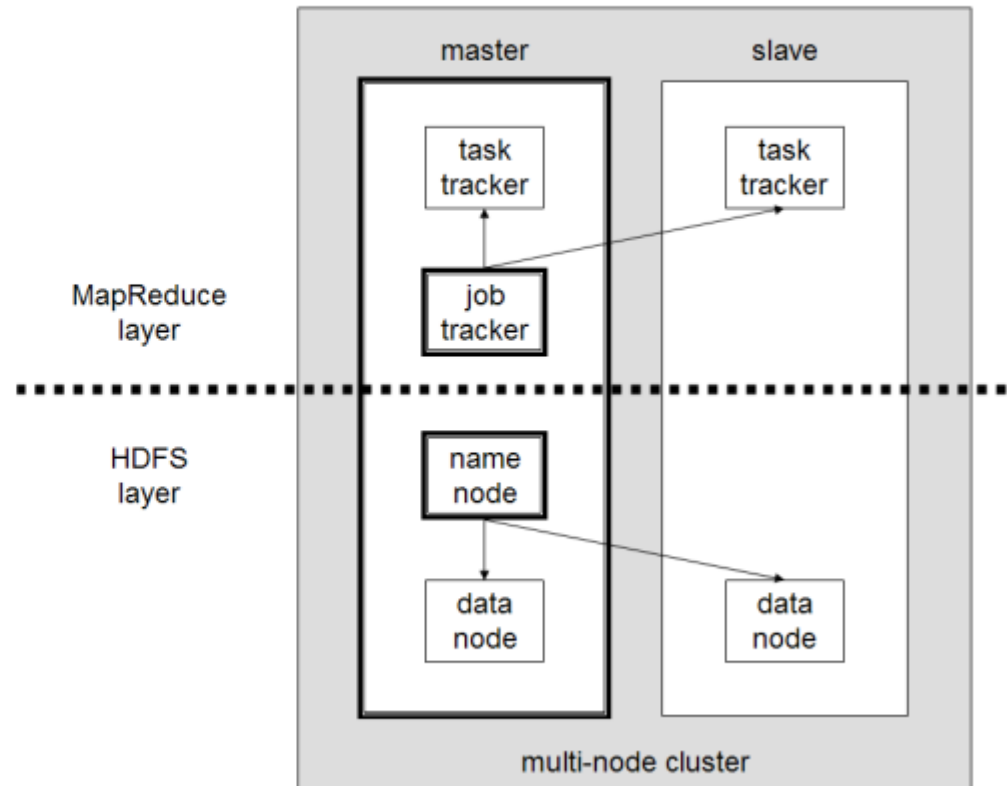 master
slave
task
tracker
task
tracker
MapReduce
layer
job
tracker
HDFS
layer
name
node
data
node
data
node
multi-node cluster